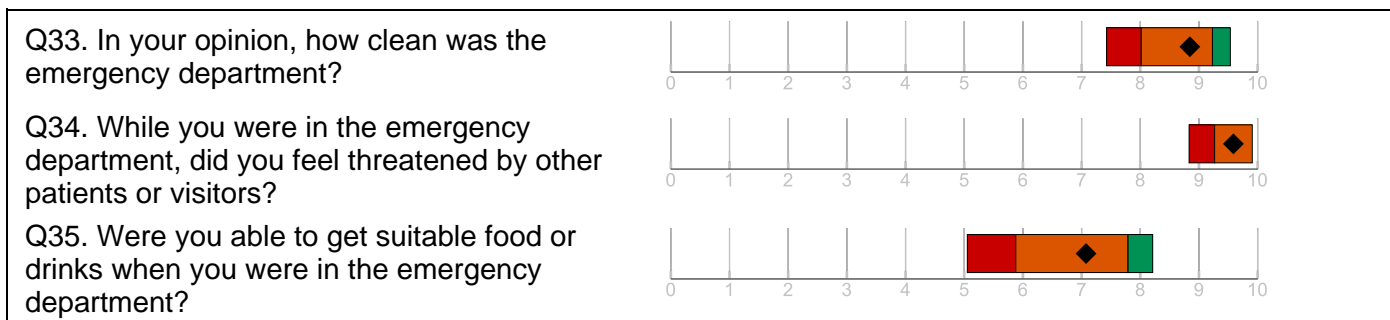 Q33. In your opinion, how clean was the
emergency department?
0 1 2 3 4 5 6 7 8 9 10
Q34. While you were in the emergency
department, did you feel threatened by other
patients or visitors?
0 1 2 3 4 5 6 7 8 9 10
Q35. Were you able to get suitable food or
drinks when you were in the emergency
department?
0 1 2 3 4 5 6 7 8 9 10